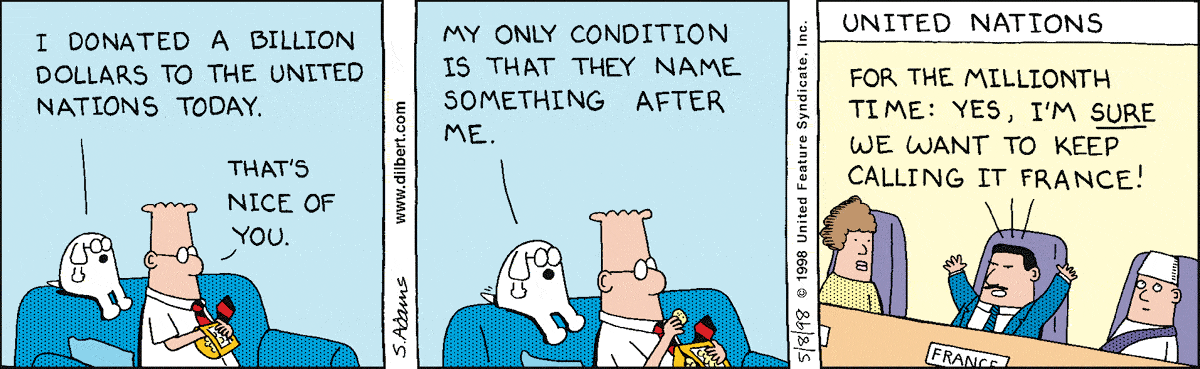 I DONATED A BILLION
DOLLARS TO THE UNITED
NATIONS TODAY.
THAT'S
NICE OF
YOU.
www.dilbert.com
S. Adams
MY ONLY CONDITION
IS THAT THEY NAME
SOMETHING AFTER
ME.
5/8/98 © 1998 United Feature Syndicate, Inc.
UNITED NATIONS
FOR THE MILLIONTH
TIME: YES, I'M SURE
WE WANT TO KEEP
CALLING IT FRANCE!
FRANCE